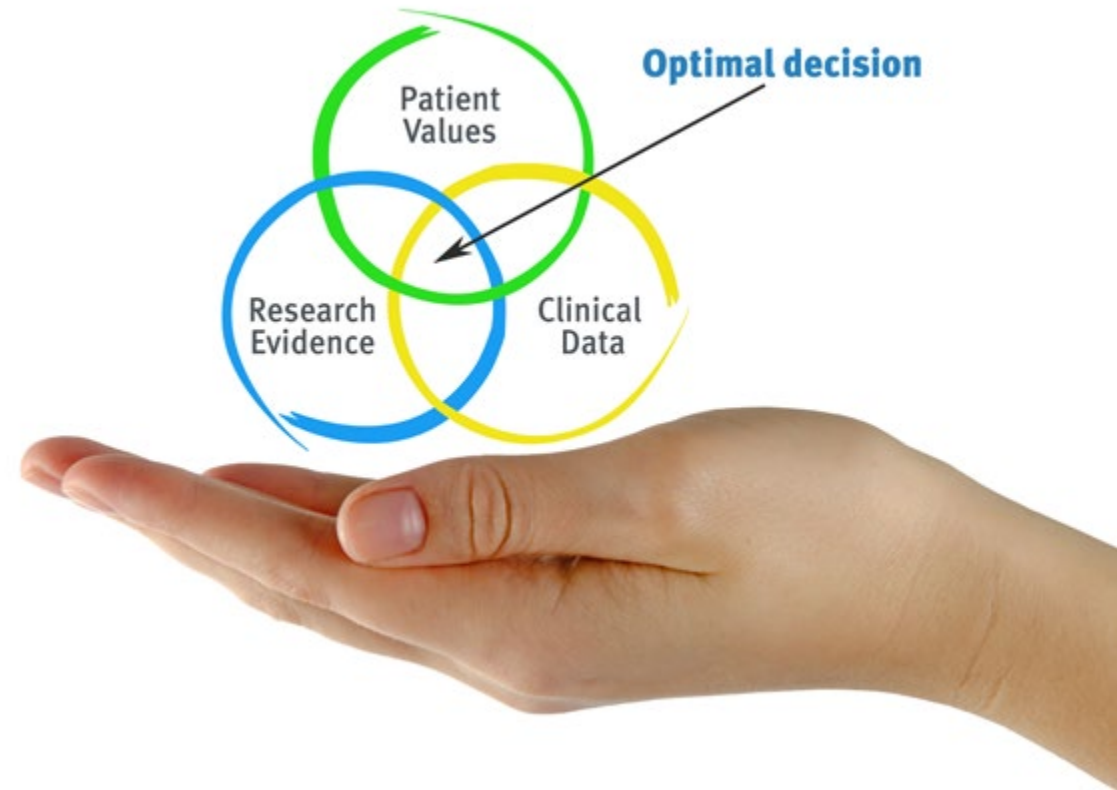 Optimal decision
Patient
Values
Research
Evidence
Clinical
Data